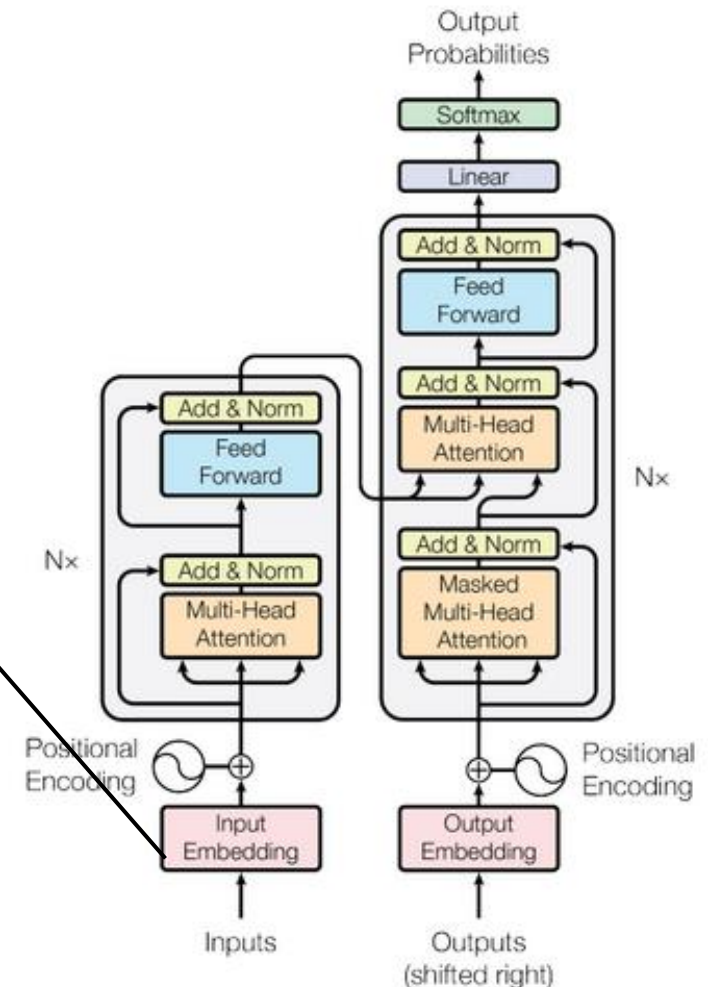 Output
Probabilities
Softmax
Linear
Add & Norm
Feed
Forward
Add & Norm
Multi-Head
Attention
Nx
Add & Norm
Masked
Multi-Head
Attention
Add & Norm
Feed
Forward
Nx
Add & Norm
Multi-Head
Attention
Positional
Encoding
Positional
Encoding
Input
Embedding
Output
Embedding
Inputs
Outputs
(shifted right)